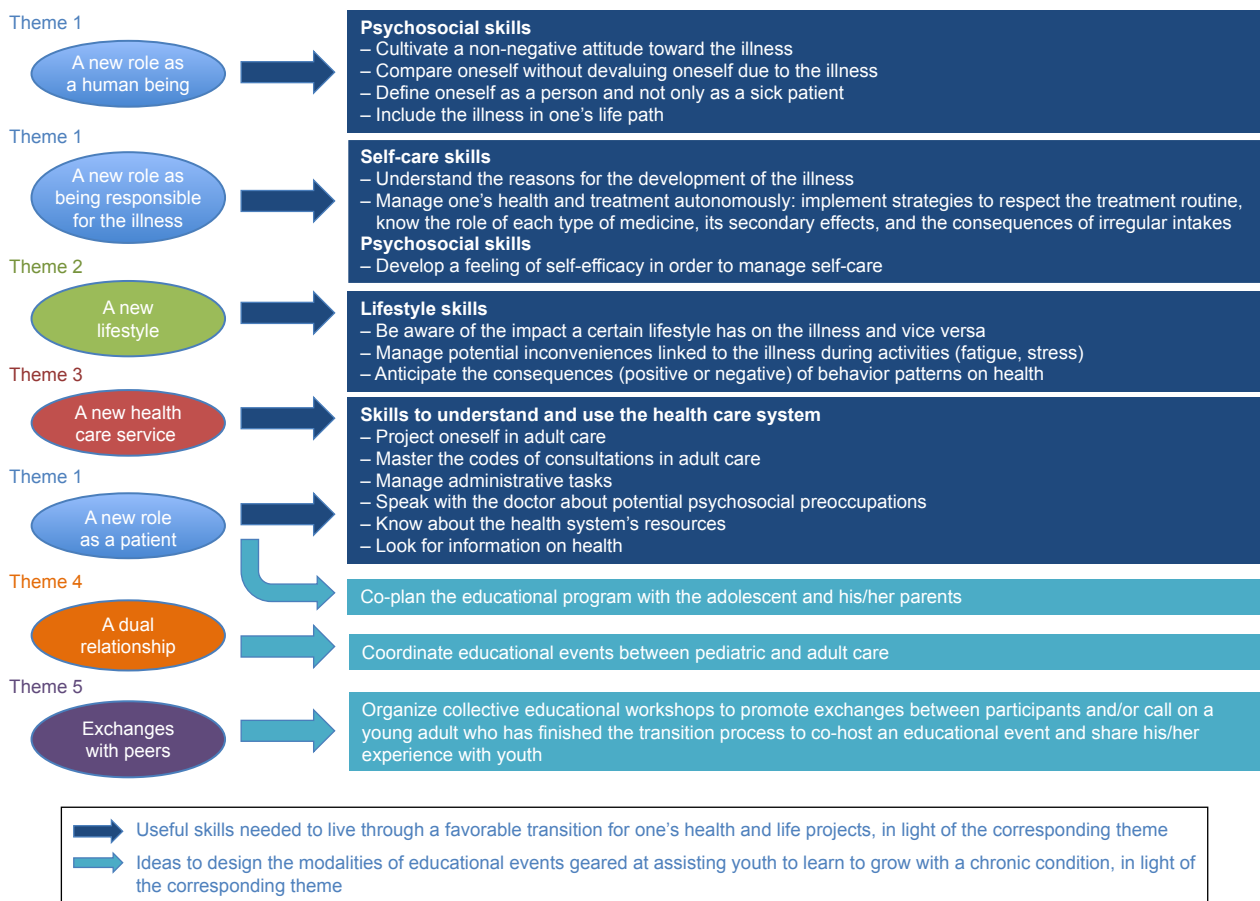 Theme 1
A new role as
a human being
Psychosocial skills
– Cultivate a non-negative attitude toward the illness
– Compare oneself without devaluing oneself due to the illness
– Define oneself as a person and not only as a sick patient
– Include the illness in one’s life path
Theme 1
A new role as
being responsible
for the illness
Self-care skills
– Understand the reasons for the development of the illness
– Manage one’s health and treatment autonomously: implement strategies to respect the treatment routine,
know the role of each type of medicine, its secondary effects, and the consequences of irregular intakes
Psychosocial skills
– Develop a feeling of self-efficacy in order to manage self-care
Theme 2
A new
lifestyle
Lifestyle skills
– Be aware of the impact a certain lifestyle has on the illness and vice versa
– Manage potential inconveniences linked to the illness during activities (fatigue, stress)
– Anticipate the consequences (positive or negative) of behavior patterns on health
Theme 3
A new health
care service
Skills to understand and use the health care system
– Project oneself in adult care
– Master the codes of consultations in adult care
– Manage administrative tasks
– Speak with the doctor about potential psychosocial preoccupations
– Know about the health system’s resources
– Look for information on health
Theme 1
A new role
as a patient
Co-plan the educational program with the adolescent and his/her parents
Theme 4
A dual
relationship
Coordinate educational events between pediatric and adult care
Theme 5
Exchanges
with peers
Organize collective educational workshops to promote exchanges between participants and/or call on a
young adult who has finished the transition process to co-host an educational event and share his/her
experience with youth
Useful skills needed to live through a favorable transition for one’s health and life projects, in light of the corresponding theme
Ideas to design the modalities of educational events geared at assisting youth to learn to grow with a chronic condition, in light of
the corresponding theme